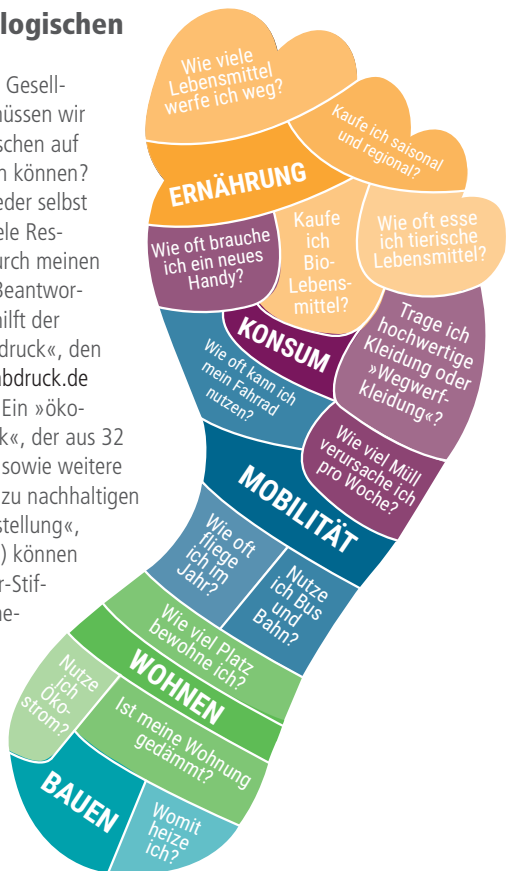 logischen
Gesell-
üssen wir
schen auf
n können?
eder selbst
ele Res-
urch meinen
Beantwor-
hilft der
druck«, den
bdruck.de
Ein »öko-
k«, der aus 32
sowie weitere
zu nachhaltigen
stellung«,
) können
r-Stif-
ne-
Wie viele
Lebensmittel
werfe ich weg?
Kaufe ich saisonal
und regional?
ERNÄHRUNG
Wie oft brauche
ich ein neues
Handy?
Kaufe
ich
Bio-
Lebens-
mittel?
Wie oft esse
ich tierische
Lebensmittel?
KONSUM
Trage ich
hochwertige
Kleidung oder
»Wegwerf-
kleidung«?
Wie oft kann ich
mein Fahrrad
nutzen?
Wie viel Müll
verursache ich
pro Woche?
MOBILITÄT
Wie oft
fliege
ich im
Jahr?
Nutze
ich Bus
und
Bahn?
Wie viel Platz
bewohne ich?
WOHNEN
Nutze
ich
Öko-
strom?
Ist meine Wohnung
gedämmt?
BAUEN
Womit
heize
ich?